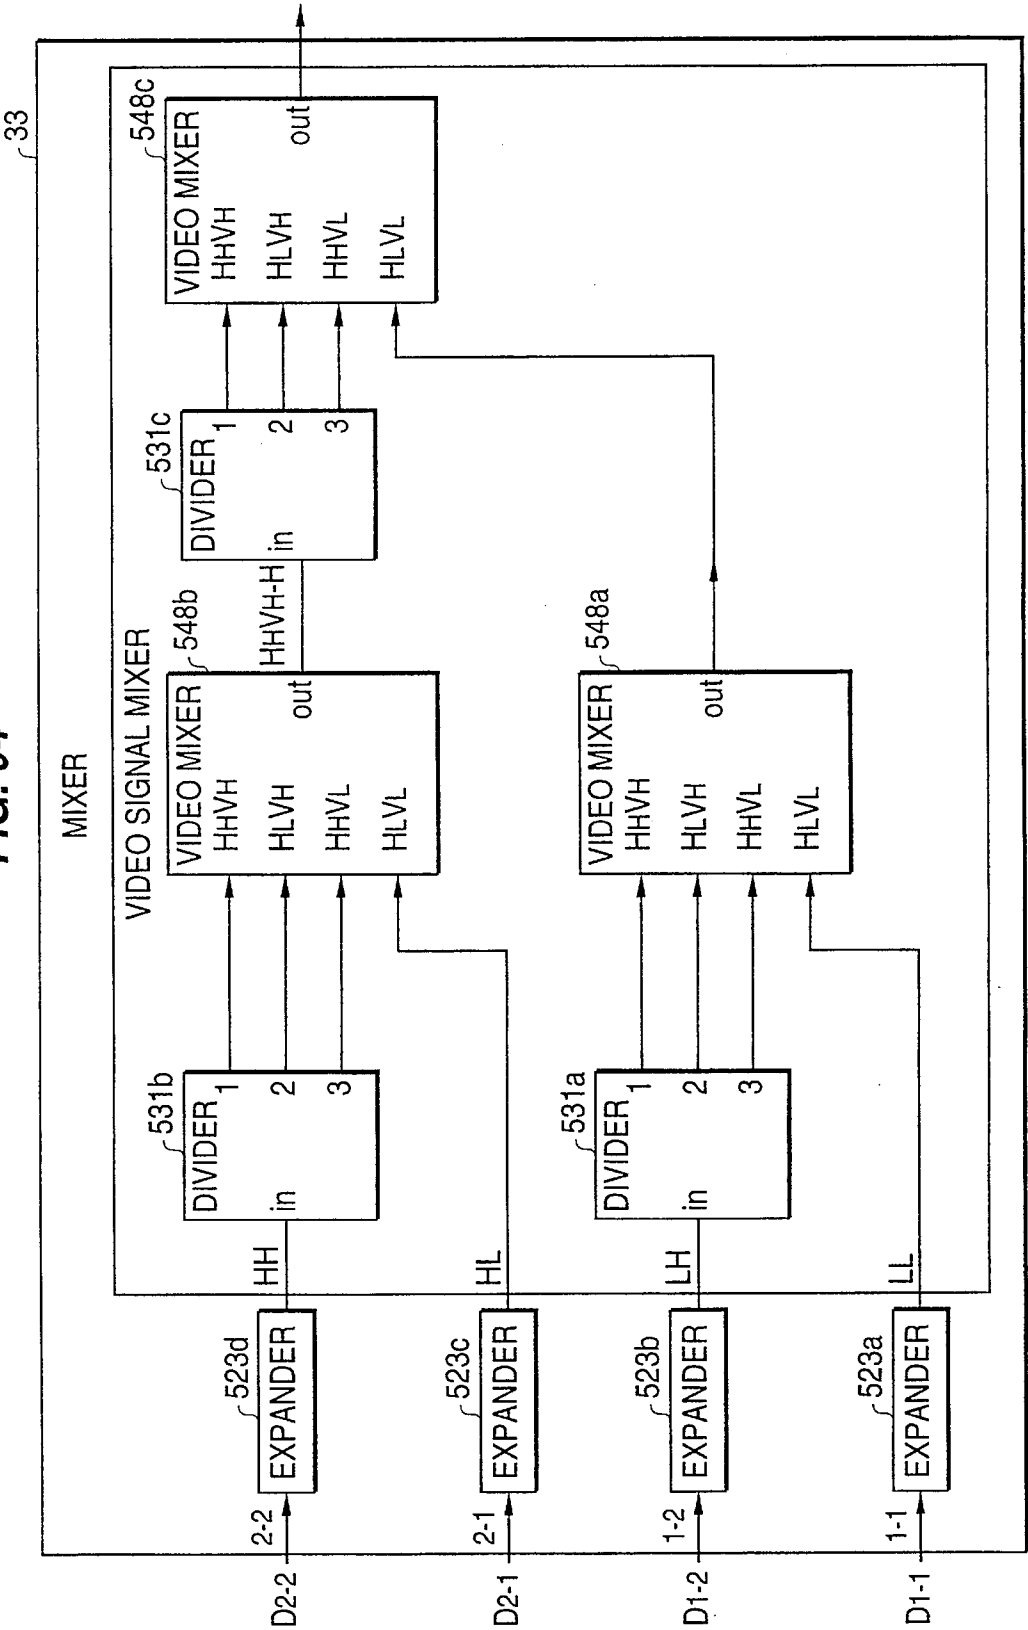 33
MIXER
VIDEO SIGNAL MIXER
D2-2
2-2
523d
EXPANDER
HH
531b
DIVIDER
in
1
2
3
548b
VIDEO MIXER
HHVH
HLVH
HHVL
HLVL
out
HHVH-H
531c
DIVIDER
in
1
2
3
548c
VIDEO MIXER
HHVH
HLVH
HHVL
HLVL
out
D2-1
2-1
523c
EXPANDER
HL
D1-2
1-2
523b
EXPANDER
LH
531a
DIVIDER
in
1
2
3
548a
VIDEO MIXER
HHVH
HLVH
HHVL
HLVL
out
D1-1
1-1
523a
EXPANDER
LL